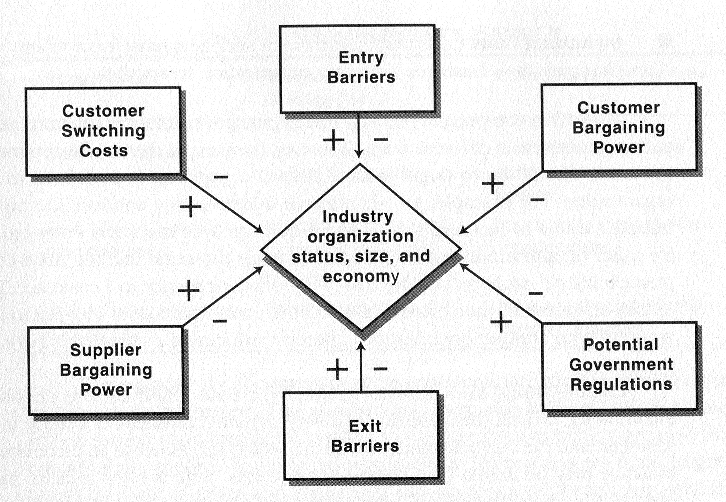 Entry
Barriers
Customer
Switching
Costs
Customer
Bargaining
Power
+ −
−
+
+
−
Industry
organization
status, size, and
economy
+
−
−
+
Supplier
Bargaining
Power
Potential
Government
Regulations
+ −
Exit
Barriers